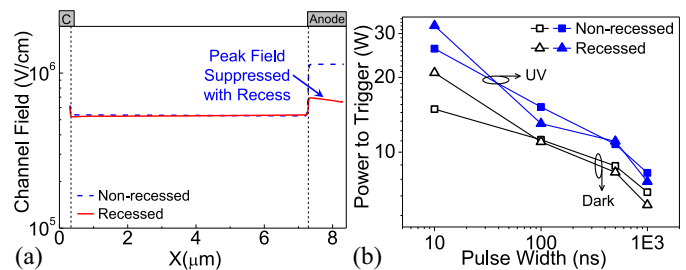 C
Anode
Channel Field (V/cm)
10^6
10^5
Peak Field
Suppressed
with Recess
Non-recessed
Recessed
0
2
4
6
8
X(μm)
(a)
Power to Trigger (W)
30
20
10
Non-recessed
Recessed
UV
Dark
10
100
1E3
Pulse Width (ns)
(b)